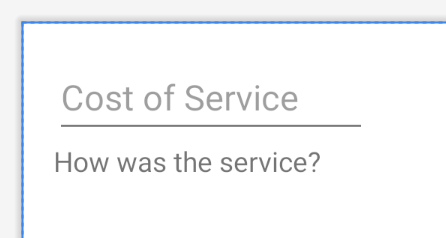 Cost of Service
How was the service?